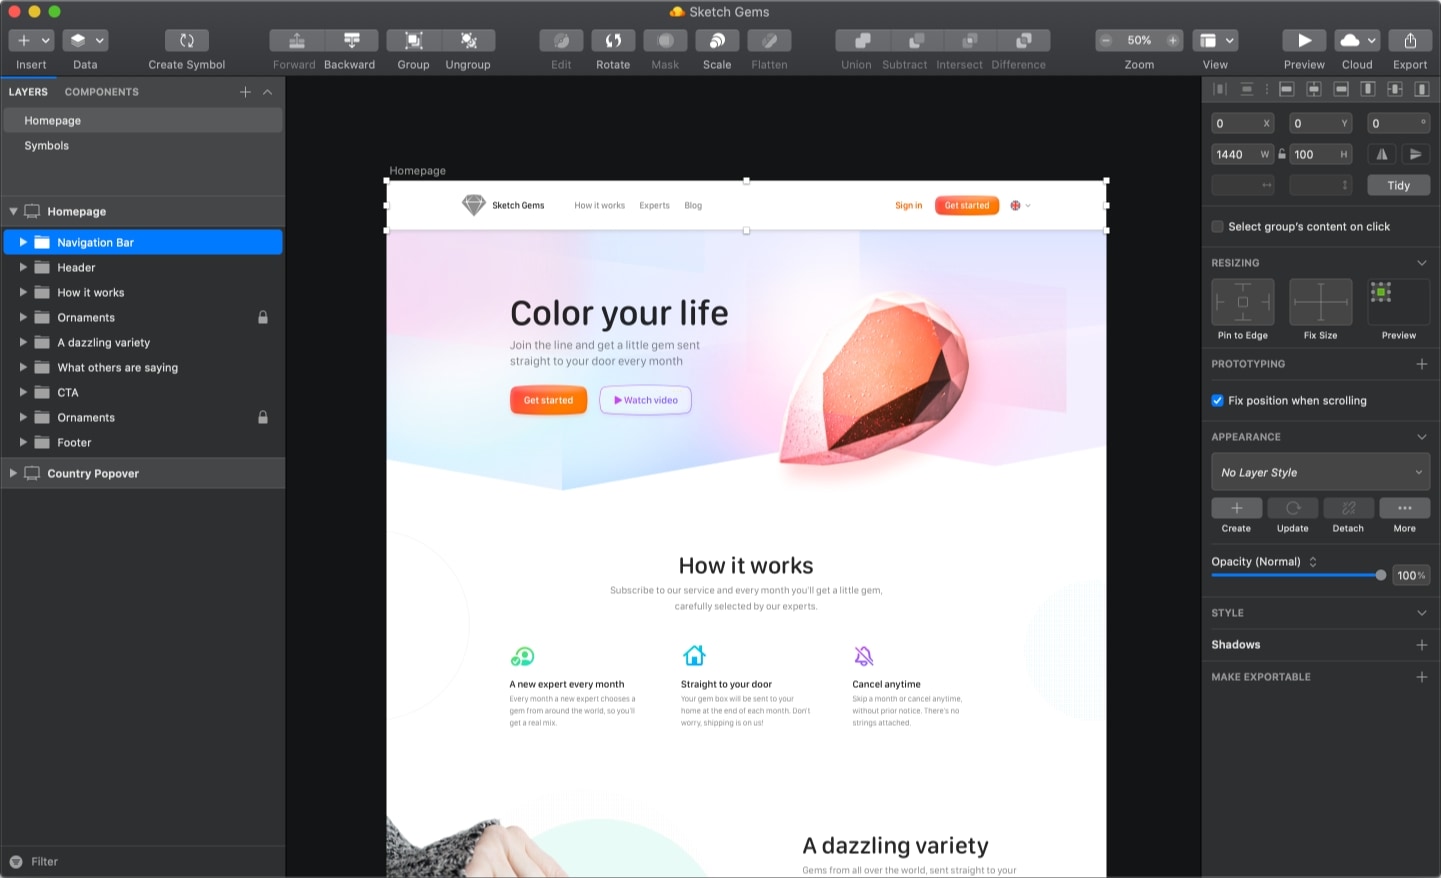 Sketch Gems
Insert
Data
Create Symbol
Forward
Backward
Group
Ungroup
Edit
Rotate
Mask
Scale
Flatten
Union
Subtract
Intersect
Difference
50%
Zoom
View
Preview
Cloud
Export
LAYERS COMPONENTS
Homepage
Symbols
Homepage
Navigation Bar
Header
How it works
Ornaments
A dazzling variety
What others are saying
CTA
Ornaments
Footer
Country Popover
Filter
Homepage
Sketch Gems How it works Experts Blog Sign in Get started
Color your life
Join the line and get a little gem sent
straight to your door every month
Get started Watch video
How it works
Subscribe to our service and every month you'll get a little gem,
carefully selected by our experts.
A new expert every month
Every month a new expert chooses a
gem from around the world, so you'll
get a real mix.
Straight to your door
Your gem box will be sent to your
home at the end of each month. Don't
worry, shipping is on us!
Cancel anytime
Skip a month or cancel anytime,
without prior notice. There's no
strings attached.
A dazzling variety
Gems from all over the world, sent straight to your
0 X 0 Y 0 °
1440 W 100 H
Tidy
Select group's content on click
RESIZING
Pin to Edge Fix Size Preview
PROTOTYPING
Fix position when scrolling
APPEARANCE
No Layer Style
Create Update Detach More
Opacity (Normal)
100%
STYLE
Shadows
MAKE EXPORTABLE